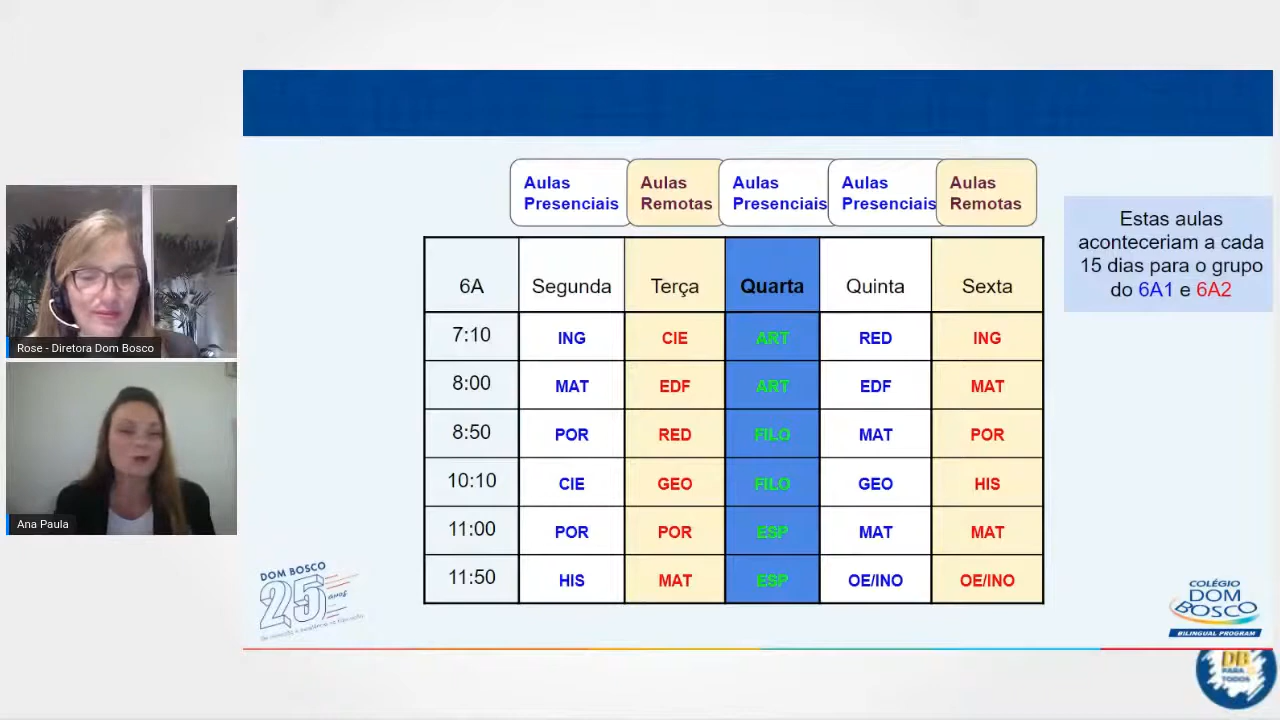 Aulas Presenciais
Aulas Remotas
Aulas Presenciais
Aulas Presenciais
Aulas Remotas
Estas aulas
aconteceriam a cada
15 dias para o grupo
do 6A1 e 6A2
6A Segunda Terça Quarta Quinta Sexta
7:10 ING CIE ART RED ING
8:00 MAT EDF ART EDF MAT
8:50 POR RED FILO MAT POR
10:10 CIE GEO FILO GEO HIS
11:00 POR POR ESP MAT MAT
11:50 HIS MAT ESP OE/INO OE/INO
Rose - Diretora Dom Bosco
Ana Paula
DOM BOSCO
25
anos
COLÉGIO
DOM
BOSCO
BILINGUAL PROGRAM
DB
PARA
TODOS